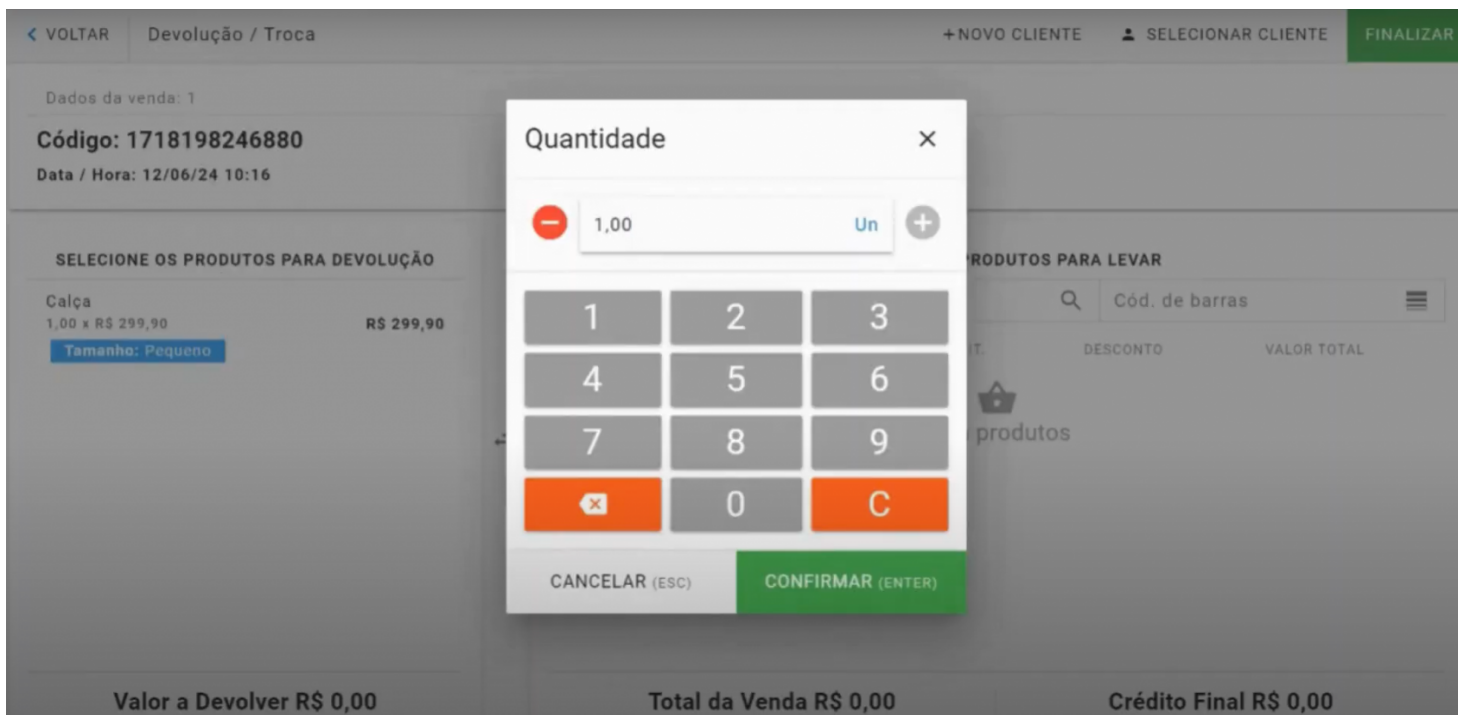 VOLTAR Devolução / Troca +NOVO CLIENTE SELECIONAR CLIENTE FINALIZAR
Dados da venda: 1
Código: 1718198246880
Data / Hora: 12/06/24 10:16
SELECIONE OS PRODUTOS PARA DEVOLUÇÃO
Calça
1,00 x R$ 299,90 R$ 299,90
Tamanho: Pequeno
Quantidade
1,00 Un
1 2 3
4 5 6
7 8 9
0 C
CANCELAR (ESC) CONFIRMAR (ENTER)
PRODUTOS PARA LEVAR
Cód. de barras
IT. DESCONTO VALOR TOTAL
produtos
Valor a Devolver R$ 0,00 Total da Venda R$ 0,00 Crédito Final R$ 0,00